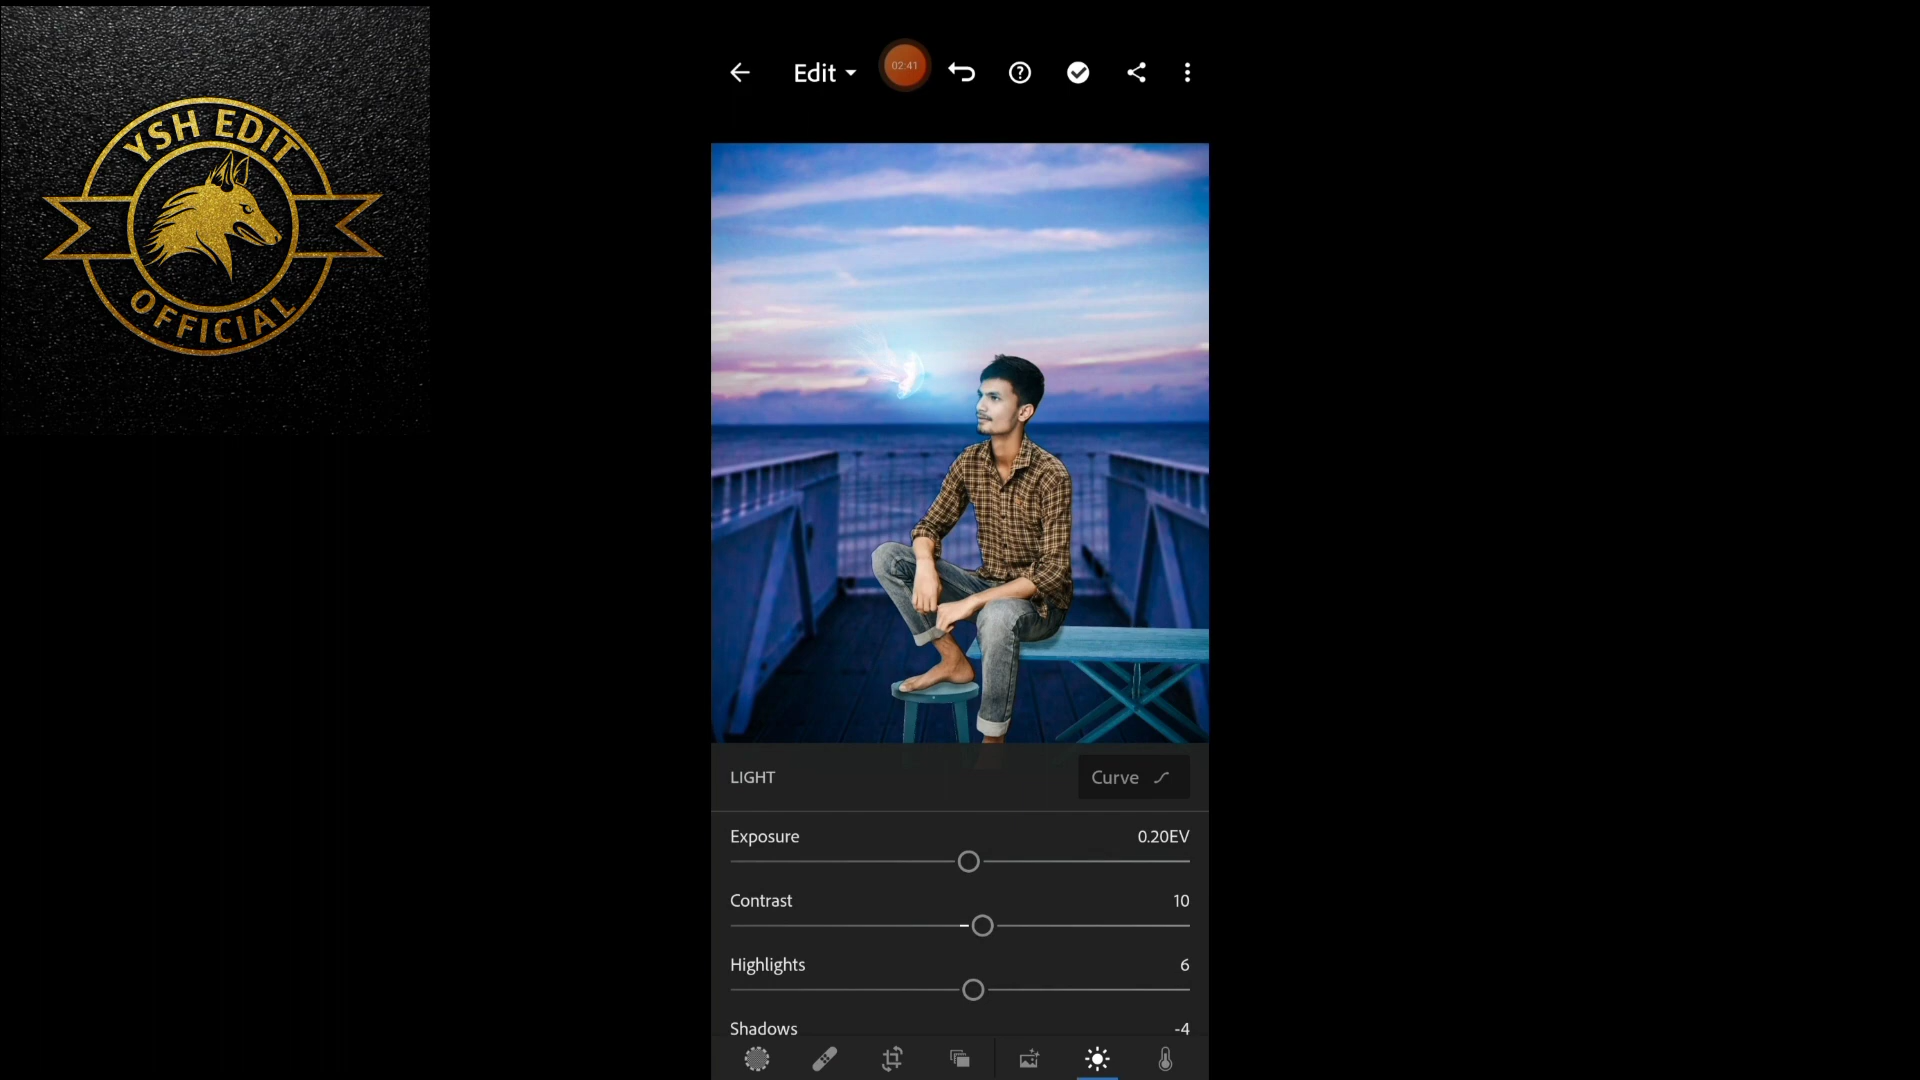 YSH EDIT
OFFICIAL
Edit
02:41
LIGHT
Curve
Exposure
0.20EV
Contrast
10
Highlights
6
Shadows
-4